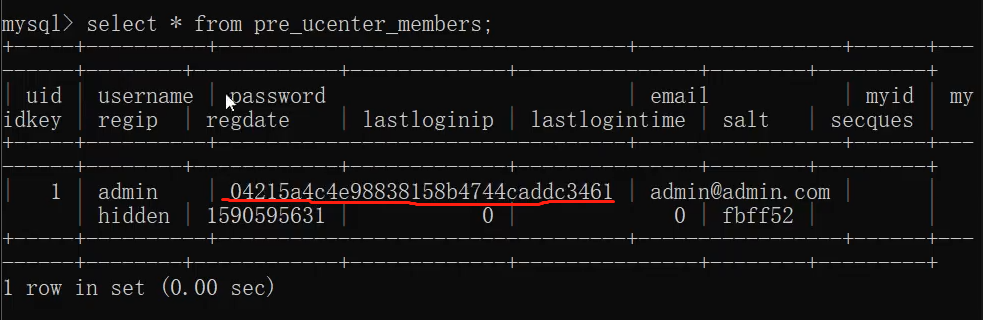 mysql> select * from pre_ucenter_members;
+-----+----------+----------------------------------+-----------------+------+---
------+--------+------------+-------------+---------------+--------+---------+
| uid | username | password | email | myid | my
idkey | regip | regdate | lastloginip | lastlogintime | salt | secques |
+-----+----------+----------------------------------+-----------------+------+---
------+--------+------------+-------------+---------------+--------+---------+
| 1 | admin | 04215a4c4e98838158b4744caddc3461 | admin@admin.com | |
| hidden | 1590595631 | 0 | 0 | fbff52 | |
+-----+----------+----------------------------------+-----------------+------+---
------+--------+------------+-------------+---------------+--------+---------+
1 row in set (0.00 sec)